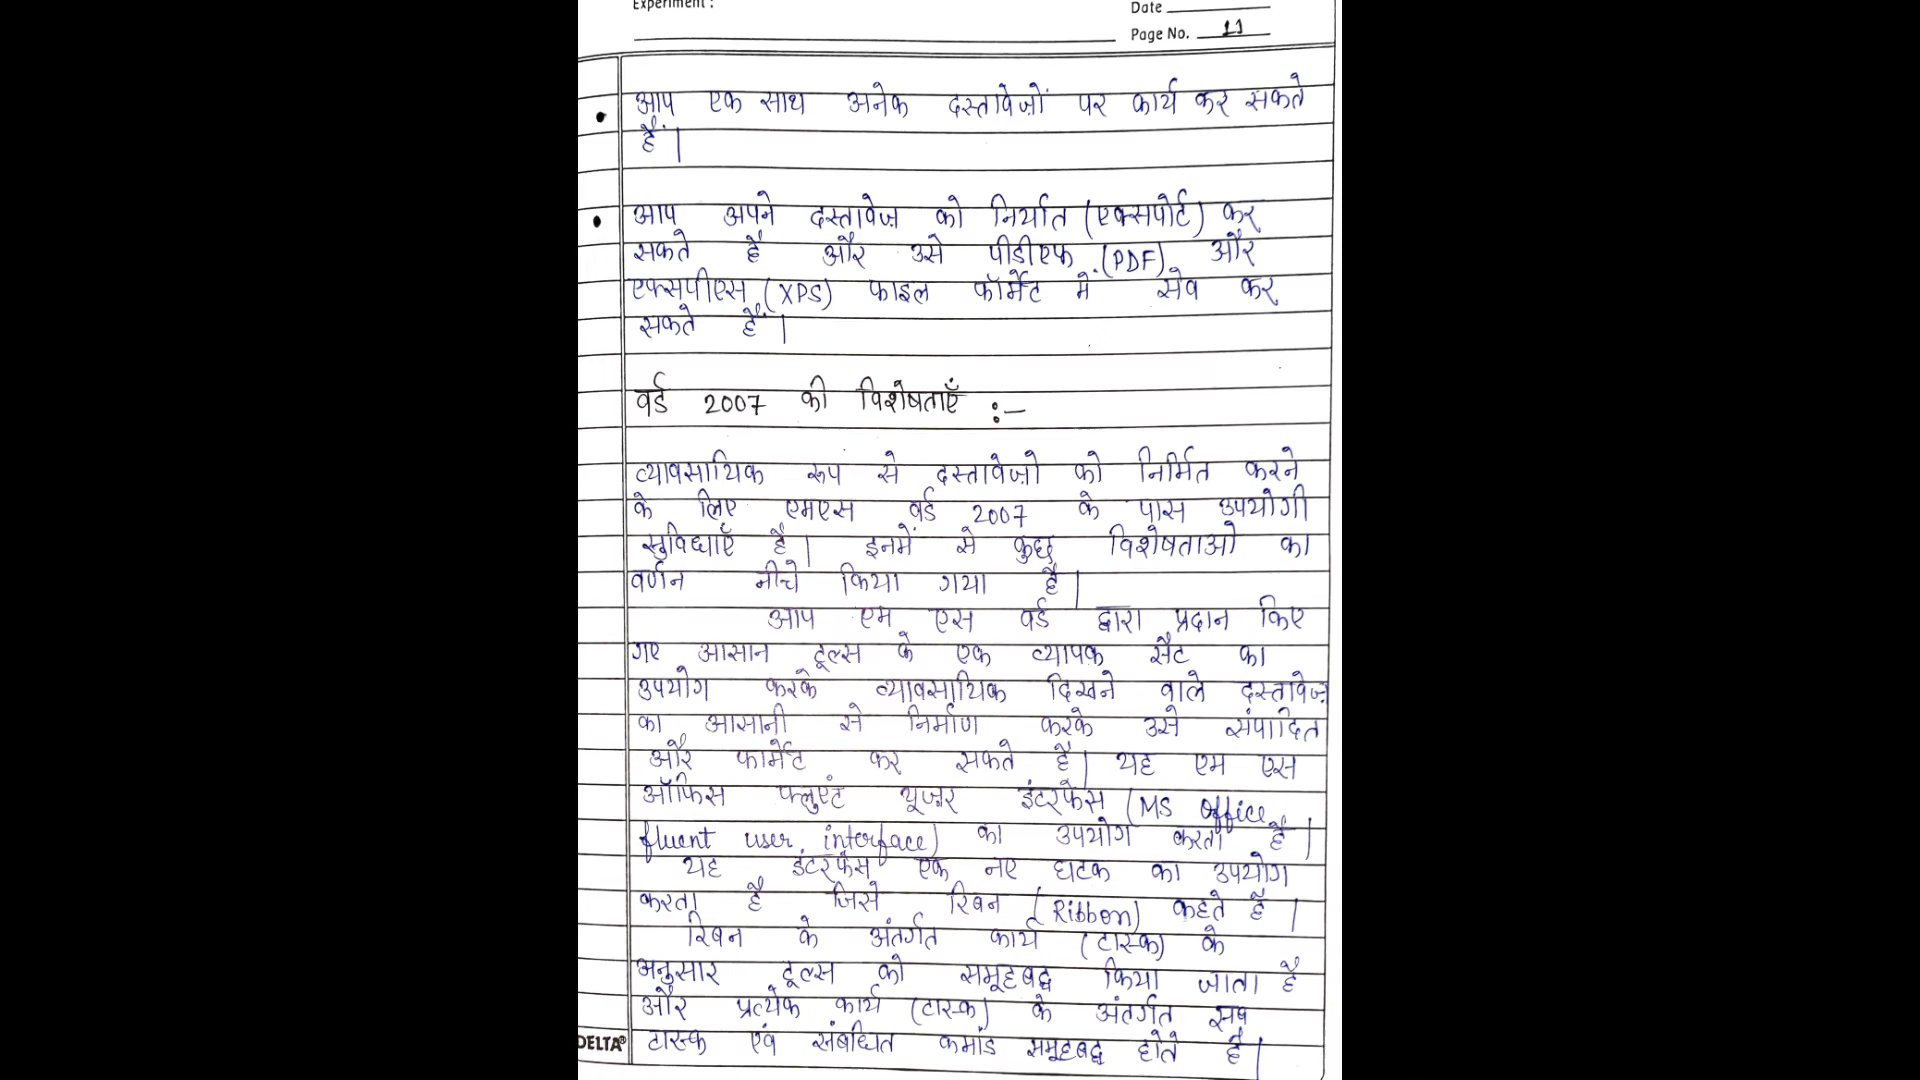 Experiment :
Date
Page No. 11
आप एक साथ अनेक दस्तावेज़ों पर कार्य कर सकते
हैं।
आप अपने दस्तावेज़ को निर्यात (एक्सपोर्ट) कर
सकते है और उसे पीडीएफ (PDF) और
एक्सपीएस (XPS) फाइल फॉर्मेट में सेव कर
सकते हैं।
वर्ड 2007 की विशेषताएँ :-
व्यावसायिक रूप से दस्तावेज़ो को निर्मित करने
के लिए एमएस वर्ड 2007 के पास उपयोगी
सुविधाएँ है। इनमें से कुछ विशेषताओ का
वर्णन नीचे किया गया है।
आप एम एस वर्ड द्वारा प्रदान किए
गए आसान टूल्स के एक व्यापक सैट का
उपयोग करके व्यावसायिक दिखने वाले दस्तावेज़
का आसानी से निर्माण करके उसे संपादित
और फार्मेट कर सकते है। यह एम एस
ऑफिस फ्लुएंट यूज़र इंटरफेस (MS office
fluent user interface) का उपयोग करता है।
यह इंटरफेस एक नए घटक का उपयोग
करता है जिसे रिबन (Ribbon) कहते है।
रिबन के अंतर्गत कार्य (टास्क) के
अनुसार टूल्स को समूहबद्ध किया जाता है
और प्रत्येक कार्य (टास्क) के अंतर्गत सब
टास्क एवं संबधित कमांड समूहबद्ध होते है।
DELTA®